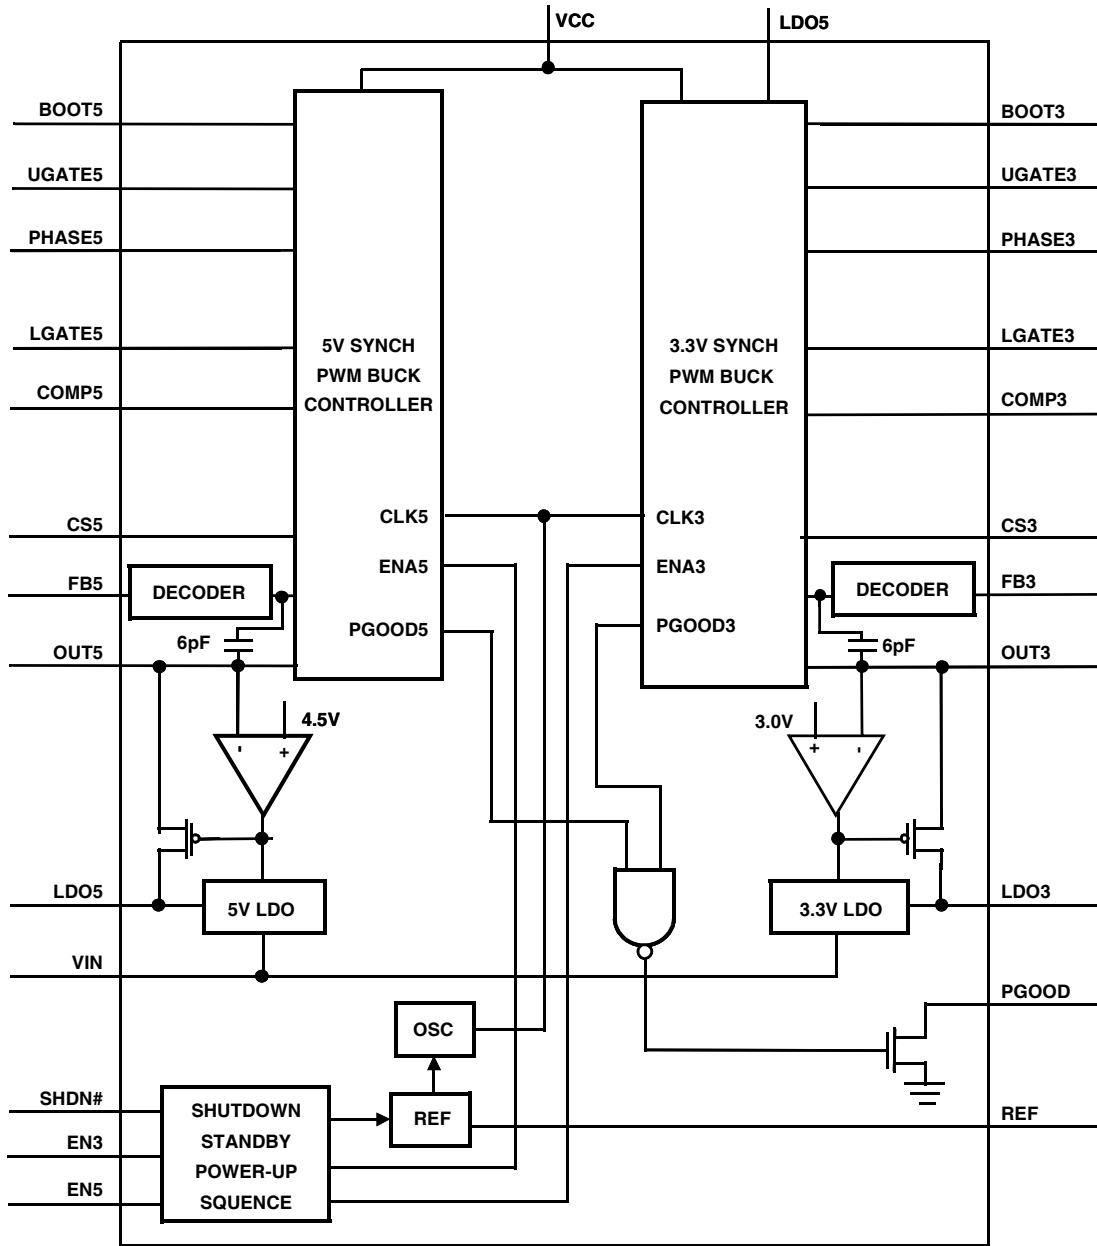 VCC
LDO5
BOOT5
BOOT3
UGATE5
UGATE3
PHASE5
PHASE3
LGATE5
LGATE3
5V SYNCH
PWM BUCK
CONTROLLER
3.3V SYNCH
PWM BUCK
CONTROLLER
COMP5
COMP3
CS5
CLK5
CLK3
CS3
FB5
DECODER
ENA5
ENA3
DECODER
FB3
6pF
PGOOD5
PGOOD3
6pF
OUT5
OUT3
4.5V
3.0V
- +
+ -
LDO5
5V LDO
3.3V LDO
LDO3
VIN
PGOOD
OSC
SHDN#
SHUTDOWN
STANDBY
POWER-UP
SQUENCE
REF
REF
EN3
EN5